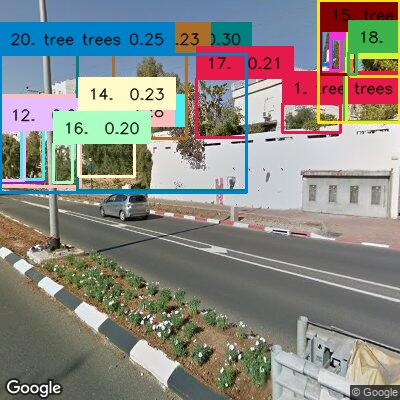 15. tree
18.
20. tree trees 0.25
.23
0.30
17. 0.21
14. 0.23
1. tree trees
12.
16. 0.20
Google
© Google